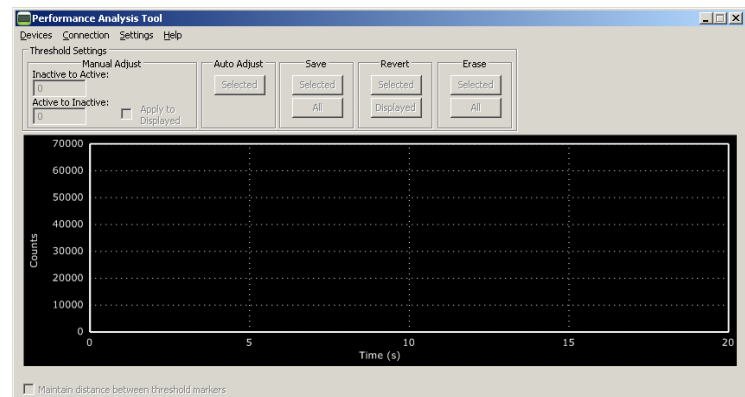 Performance Analysis Tool
Devices Connection Settings Help
Threshold Settings
Manual Adjust
Inactive to Active:
0
Active to Inactive:
0
Apply to
Displayed
Auto Adjust
Selected
Save
Selected
All
Revert
Selected
Displayed
Erase
Selected
All
70000
60000
50000
40000
30000
20000
10000
0
Counts
0 5 10 15 20
Time (s)
Maintain distance between threshold markers